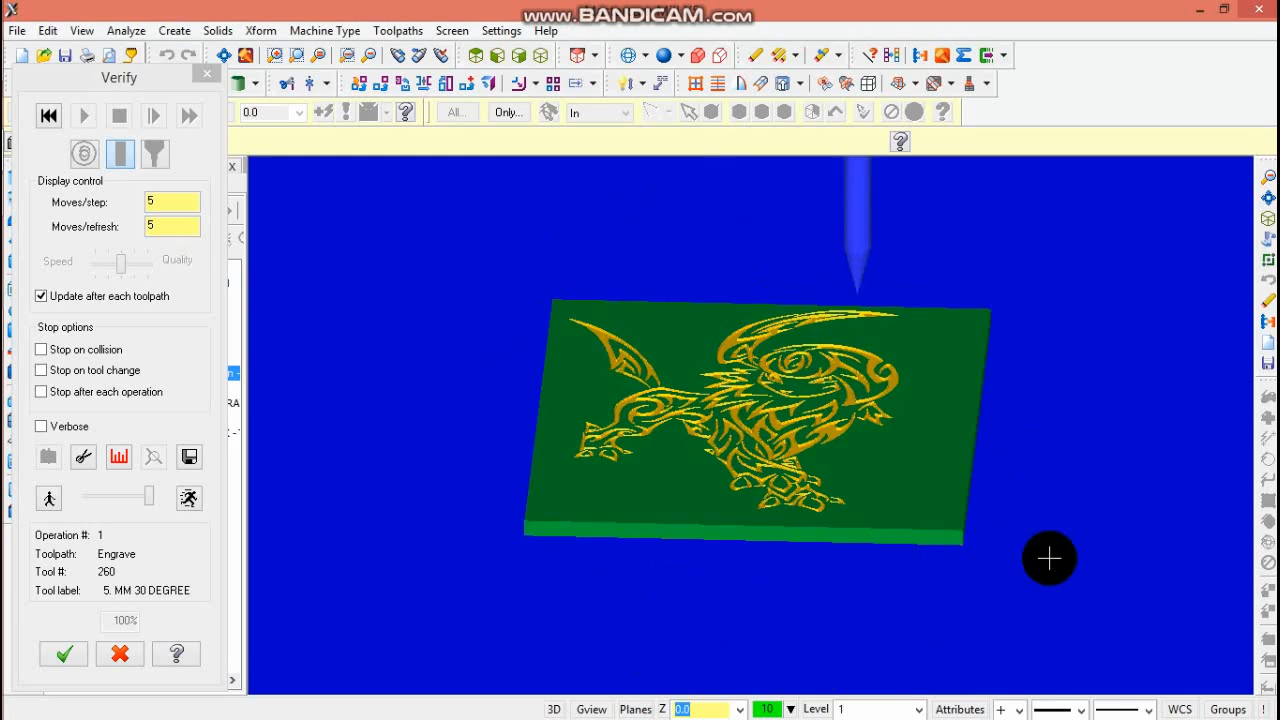 www.BANDICAM.com
File Edit View Analyze Create Solids Xform Machine Type Toolpaths Screen Settings Help
Verify
0.0
All...
Only...
In
X
Display control
Moves/step: 5
Moves/refresh: 5
Speed Quality
Update after each toolpath
Stop options
Stop on collision
Stop on tool change
Stop after each operation
Verbose
Operation #: 1
Toolpath: Engrave
Tool #: 260
Tool label: 5. MM 30 DEGREE
100%
3D Gview Planes Z 0.0 10 Level 1 Attributes WCS Groups !